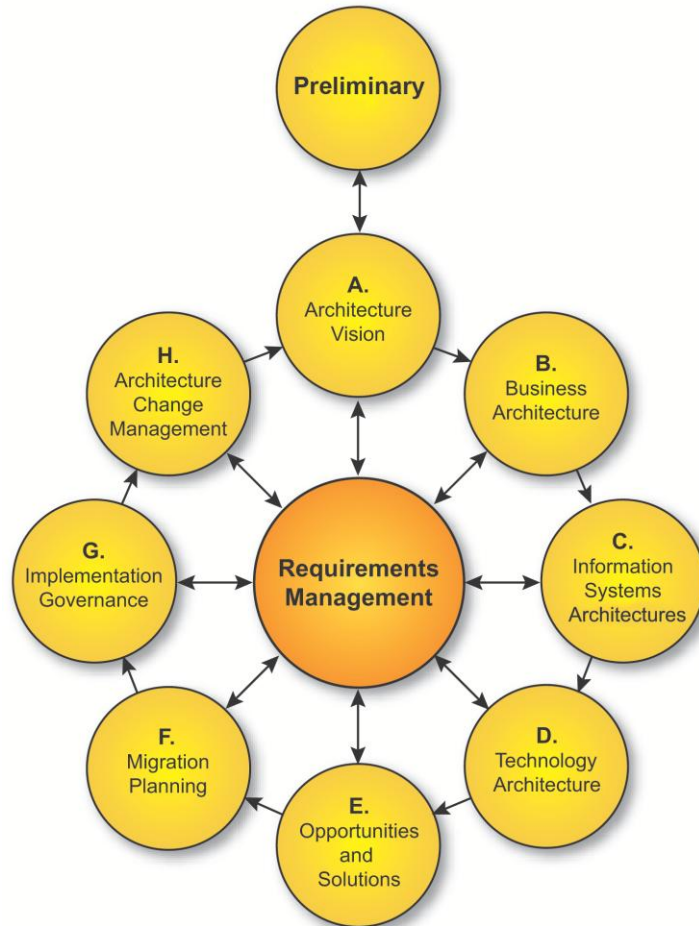 Preliminary
A.
Architecture
Vision
B.
Business
Architecture
C.
Information
Systems
Architectures
D.
Technology
Architecture
E.
Opportunities
and
Solutions
F.
Migration
Planning
G.
Implementation
Governance
H.
Architecture
Change
Management
Requirements
Management